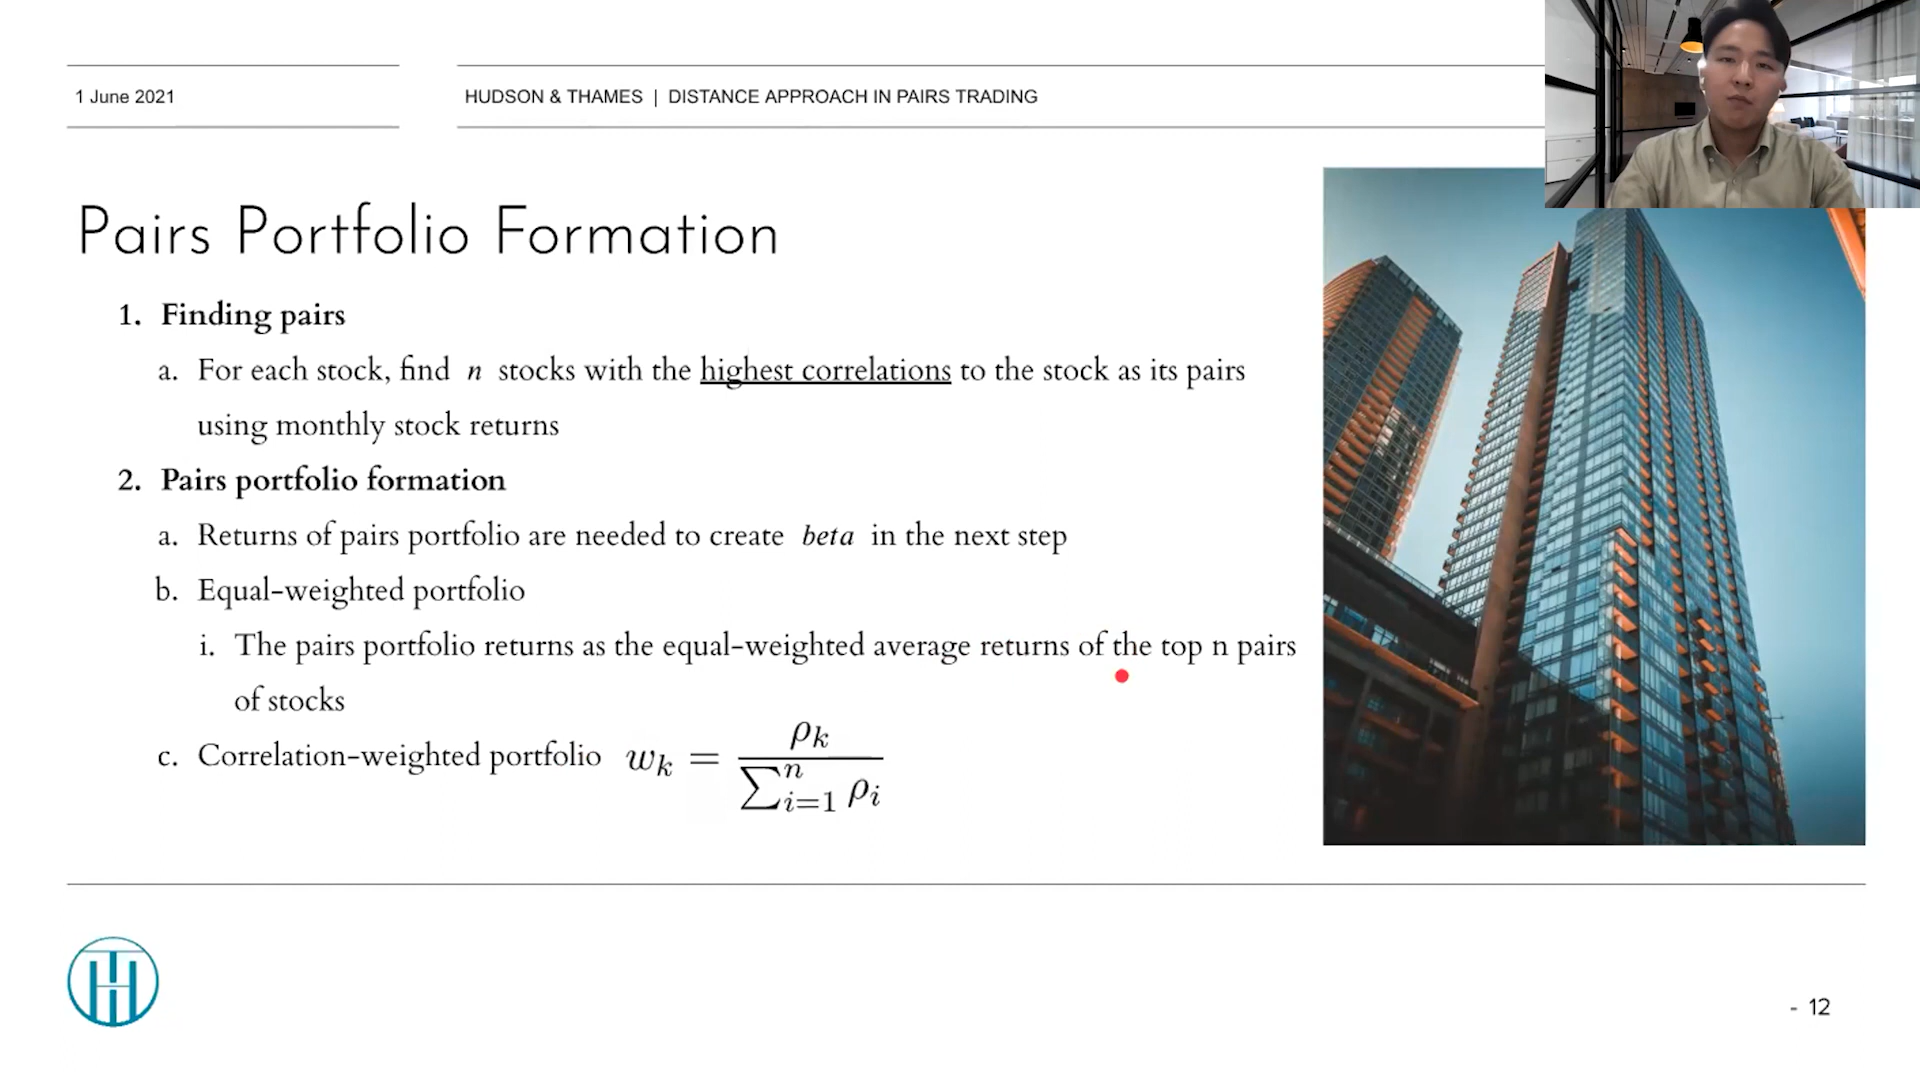 1 June 2021
HUDSON & THAMES | DISTANCE APPROACH IN PAIRS TRADING
Pairs Portfolio Formation
1. Finding pairs
a. For each stock, find n stocks with the highest correlations to the stock as its pairs
using monthly stock returns
2. Pairs portfolio formation
a. Returns of pairs portfolio are needed to create beta in the next step
b. Equal-weighted portfolio
i. The pairs portfolio returns as the equal-weighted average returns of the top n pairs
of stocks
c. Correlation-weighted portfolio w_k = \frac{\rho_k}{\sum_{i=1}^{n} \rho_i}
- 12